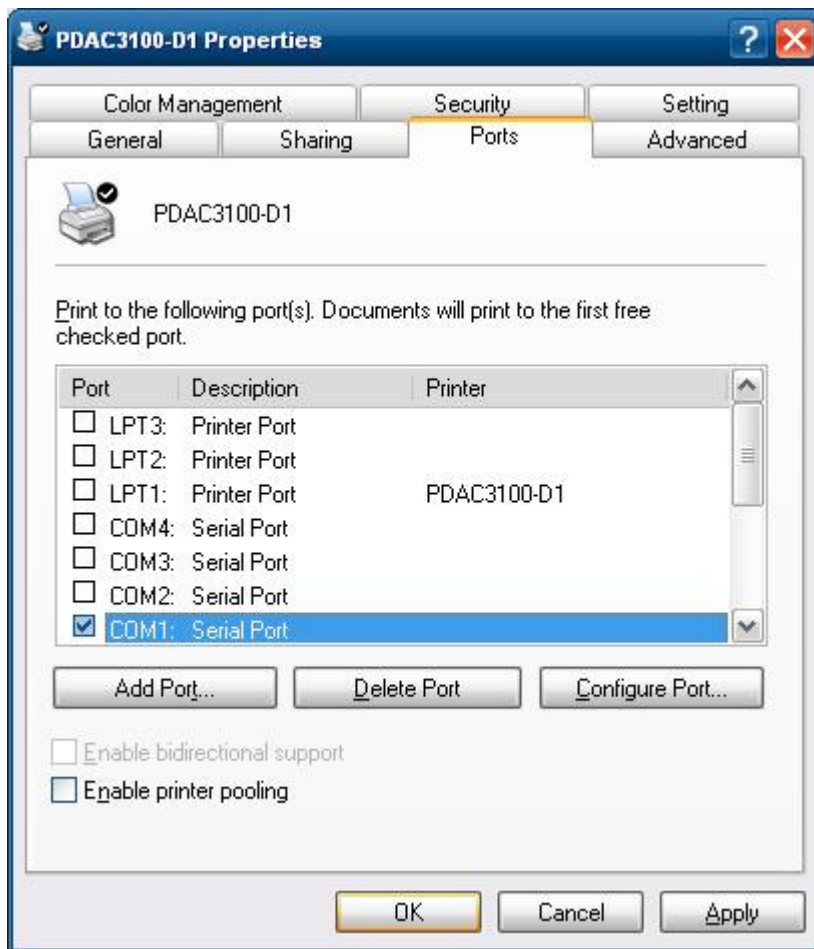 PDAC3100-D1 Properties
Color Management Security Setting
General Sharing Ports Advanced
PDAC3100-D1
Print to the following port(s). Documents will print to the first free
checked port.
Port Description Printer
LPT3: Printer Port
LPT2: Printer Port
LPT1: Printer Port PDAC3100-D1
COM4: Serial Port
COM3: Serial Port
COM2: Serial Port
COM1: Serial Port
Add Port... Delete Port Configure Port...
Enable bidirectional support
Enable printer pooling
OK Cancel Apply